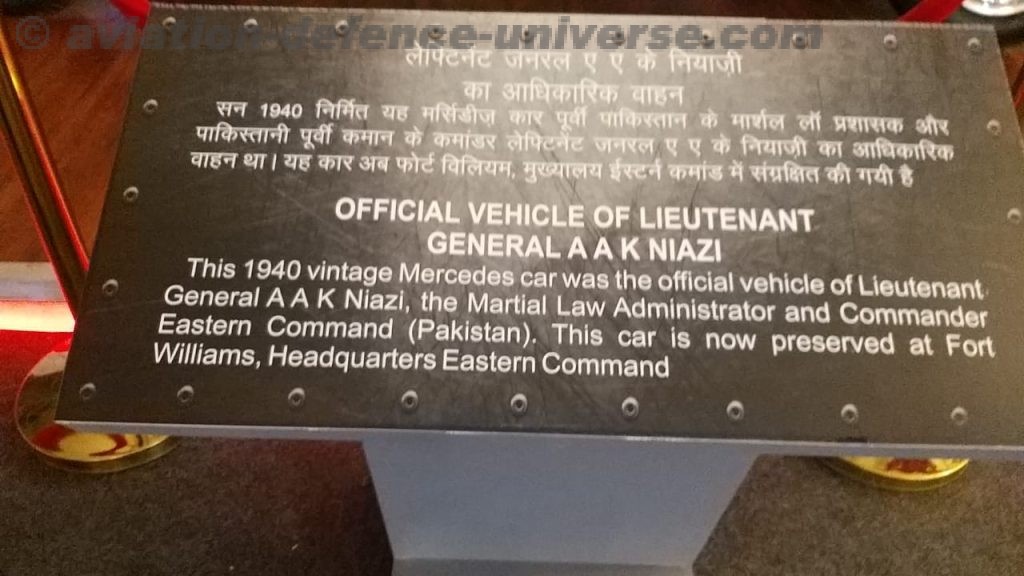 © aviation-defence-universe.com
लेफ्टिनेंट जनरल ए ए के नियाज़ी
का आधिकारिक वाहन
सन 1940 निर्मित यह मर्सिडीज़ कार पूर्वी पाकिस्तान के मार्शल लॉ प्रशासक और
पाकिस्तानी पूर्वी कमान के कमांडर लेफ्टिनेंट जनरल ए ए के नियाज़ी का आधिकारिक
वाहन था। यह कार अब फोर्ट विलियम, मुख्यालय ईस्टर्न कमांड में संग्रक्षित की गयी है
OFFICIAL VEHICLE OF LIEUTENANT
GENERAL A A K NIAZI
This 1940 vintage Mercedes car was the official vehicle of Lieutenant
General A A K Niazi, the Martial Law Administrator and Commander
Eastern Command (Pakistan). This car is now preserved at Fort
Williams, Headquarters Eastern Command